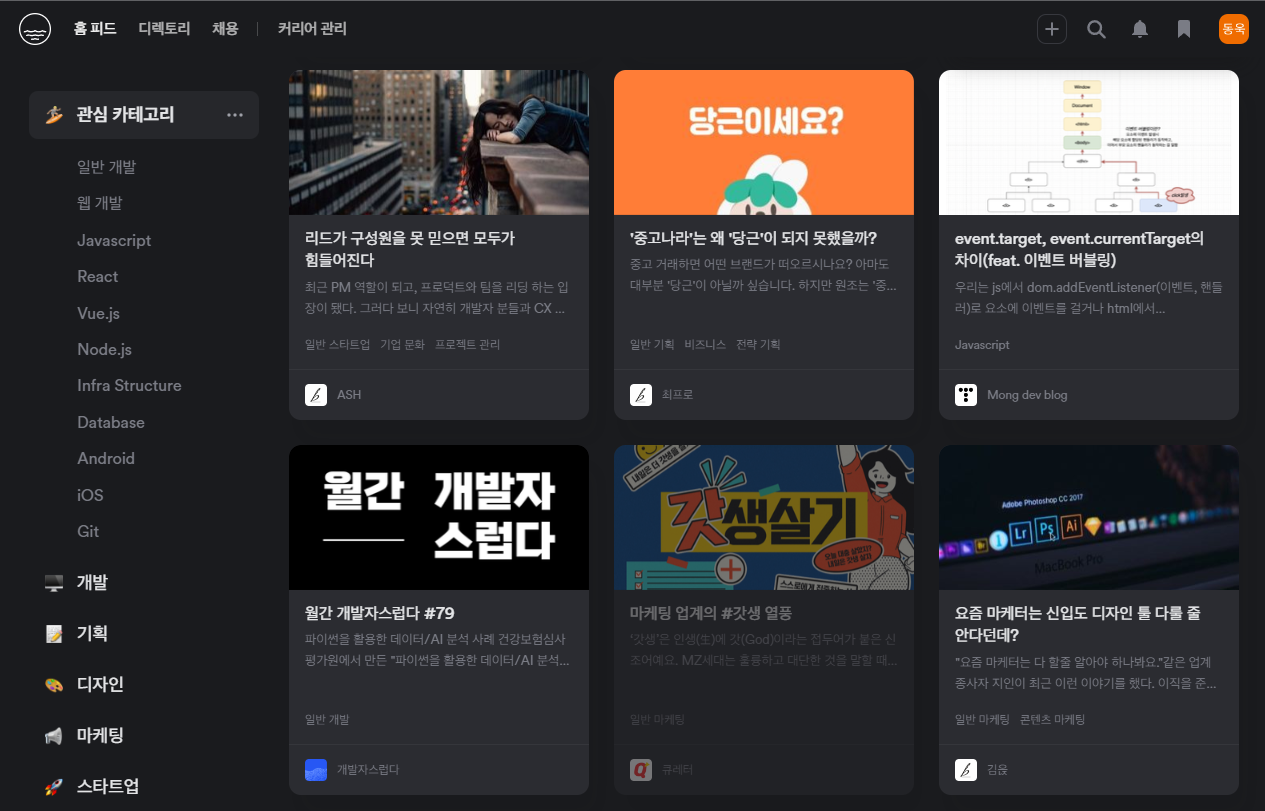 홈 피드
디렉토리
채용
커리어 관리
동욱
관심 카테고리
일반 개발
웹 개발
Javascript
React
Vue.js
Node.js
Infra Structure
Database
Android
iOS
Git
개발
기획
디자인
마케팅
스타트업
리드가 구성원을 못 믿으면 모두가
힘들어진다
최근 PM 역할이 되고, 프로덕트와 팀을 리딩 하는 입
장이 됐다. 그러다 보니 자연히 개발자 분들과 CX ...
일반 스타트업 기업 문화 프로젝트 관리
ASH
당근이세요?
'중고나라'는 왜 '당근'이 되지 못했을까?
중고 거래하면 어떤 브랜드가 떠오르시나요? 아마도
대부분 '당근'이 아닐까 싶습니다. 하지만 원조는 '중...
일반 기획 비즈니스 전략 기획
최프로
Window
Document
<html>
<body>
<div>
event.target, event.currentTarget의
차이(feat. 이벤트 버블링)
우리는 js에서 dom.addEventListener(이벤트, 핸들
러)로 요소에 이벤트를 걸거나 html에서...
Javascript
Mong dev blog
월간 개발자
스럽다
월간 개발자스럽다 #79
파이썬을 활용한 데이터/AI 분석 사례 건강보험심사
평가원에서 만든 "파이썬을 활용한 데이터/AI 분석...
일반 개발
개발자스럽다
갓생살기
마케팅 업계의 #갓생 열풍
'갓생'은 인생(生)에 갓(God)이라는 접두어가 붙은 신
조어예요. MZ세대는 훌륭하고 대단한 것을 말할 때...
일반 마케팅
큐레터
Adobe Photoshop CC 2017
Lr
Ps
Ai
MacBook Pro
요즘 마케터는 신입도 디자인 툴 다룰 줄
안다던데?
"요즘 마케터는 다 할줄 알아야 하나봐요."같은 업계
종사자 지인이 최근 이런 이야기를 했다. 이직을 준...
일반 마케팅 콘텐츠 마케팅
김윤